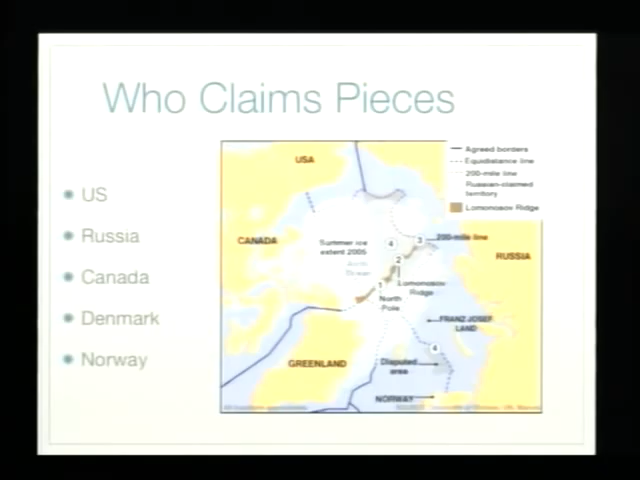 Who Claims Pieces
US
Russia
Canada
Denmark
Norway
USA
CANADA
Summer ice
extent 2005
Arctic
Ocean
4
3
2
1
200-mile line
RUSSIA
Lomonosov
Ridge
North
Pole
FRANZ JOSEF
LAND
4
GREENLAND
Disputed
area
NORWAY
Agreed borders
Equidistance line
200-mile line
Russian-claimed
territory
Lomonosov Ridge